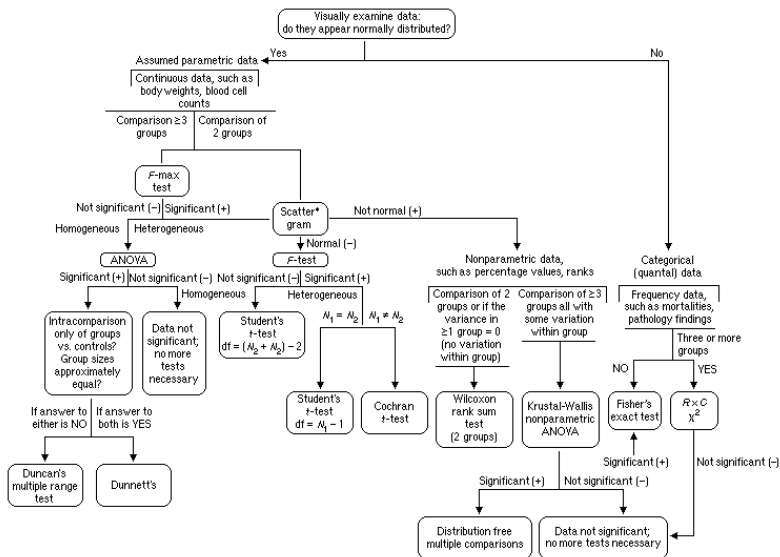 Visually examine data:
do they appear normally distributed?
Yes
No
Assumed parametric data
Continuous data, such as
body weights, blood cell
counts
Comparison ≥3
groups
Comparison of
2 groups
F-max
test
Not significant (−)
Significant (+)
Homogeneous
Heterogeneous
Scatter*
gram
Not normal (+)
Normal (−)
ANOYA
F-test
Significant (+)
Not significant (−)
Not significant (−)
Significant (+)
Homogeneous
Heterogeneous
Nonparametric data,
such as percentage values, ranks
Categorical
(quantal) data
Intracomparison
only of groups
vs. controls?
Group sizes
approximately
equal?
Data not
significant;
no more
tests
necessary
Student's
t-test
df = (N2 + N2) − 2
N1 = N2
N1 ≠ N2
Comparison of 2
groups or if the
variance in
≥1 group = 0
(no variation
within group)
Comparison of ≥3
groups all with
some variation
within group
Frequency data,
such as mortalities,
pathology findings
Three or more
groups
NO
YES
Student's
t-test
df = N1 − 1
Cochran
t-test
Wilcoxon
rank sum
test
(2 groups)
Krustal-Wallis
nonparametric
ANOYA
Fisher's
exact test
R × C
χ2
If answer to
either is NO
If answer to
both is YES
Duncan's
multiple range
test
Dunnett's
Significant (+)
Not significant (−)
Significant (+)
Not significant (−)
Distribution free
multiple comparisons
Data not significant;
no more tests necessary